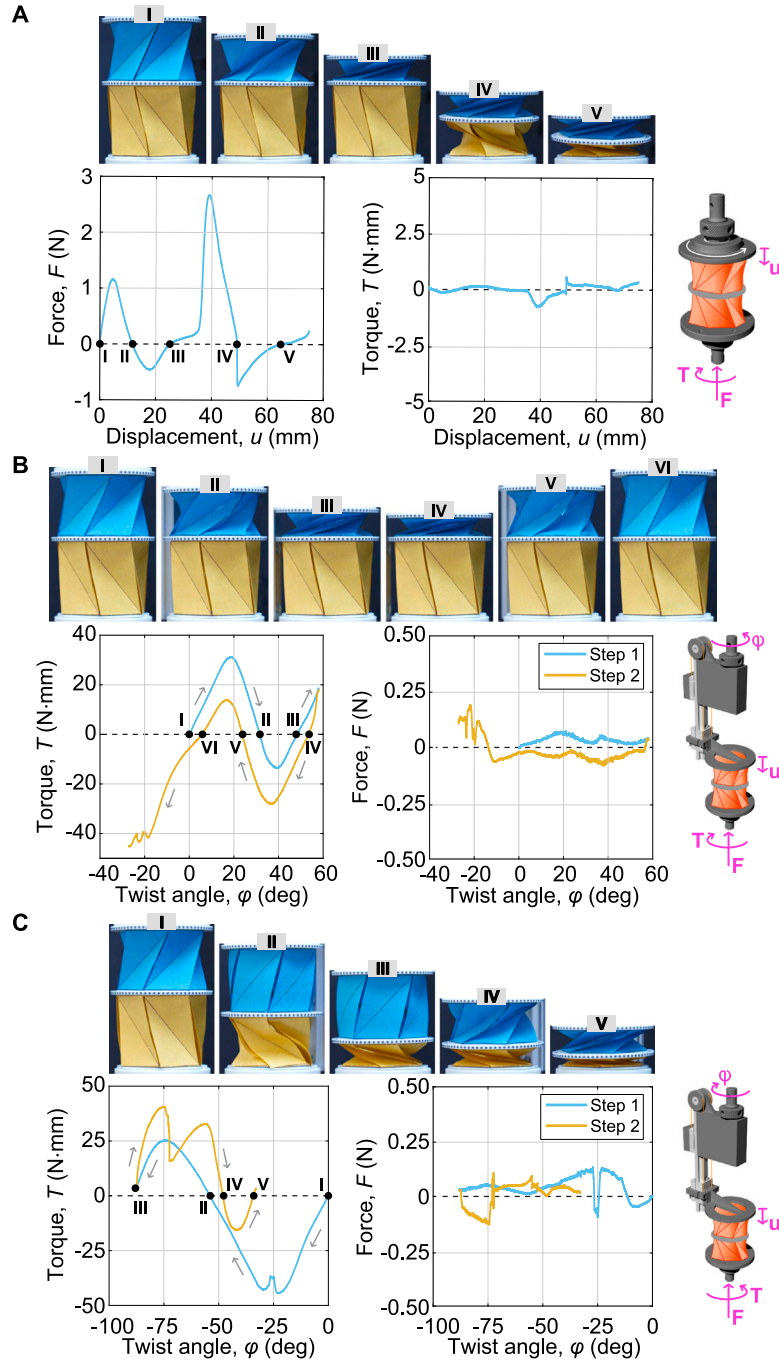 A
I
II
III
IV
V
3
2
1
0
-1
Force, F (N)
I
II
III
IV
V
0
20
40
60
80
Displacement, u (mm)
5
2.5
0
-2.5
-5
Torque, T (N·mm)
0
20
40
60
80
Displacement, u (mm)
u
T
F
B
I
II
III
IV
V
VI
40
20
0
-20
-40
Torque, T (N·mm)
I
VI
V
II
III
IV
-40
-20
0
20
40
60
Twist angle, φ (deg)
0.50
0.25
0
-0.25
-0.50
Force, F (N)
Step 1
Step 2
-40
-20
0
20
40
60
Twist angle, φ (deg)
φ
u
T
F
C
I
II
III
IV
V
50
25
0
-25
-50
Torque, T (N·mm)
III
II
IV
V
I
-100
-75
-50
-25
0
Twist angle, φ (deg)
0.50
0.25
0
-0.25
-0.50
Force, F (N)
Step 1
Step 2
-100
-75
-50
-25
0
Twist angle, φ (deg)
φ
u
T
F